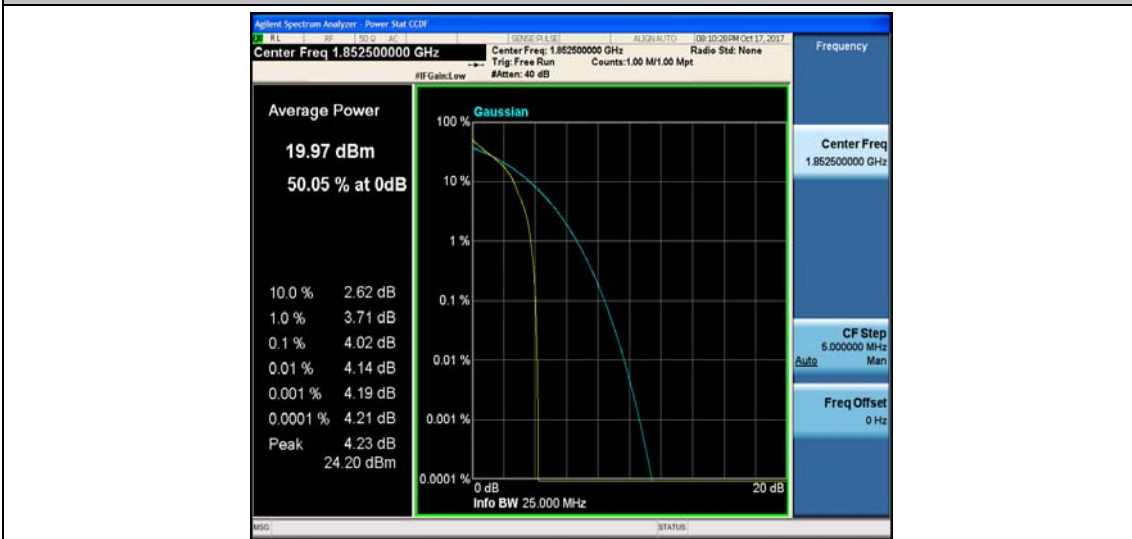 Agilent Spectrum Analyzer - Power Stat CCDF
RL RF 50 Ω AC SENSE:PULSE ALIGN AUTO 08:10:20 PM Oct 17, 2017
Center Freq 1.852500000 GHz
Center Freq: 1.852500000 GHz Radio Std: None
Trig: Free Run Counts:1.00 M/1.00 Mpt
#IFGain:Low #Atten: 40 dB
Frequency
Average Power
19.97 dBm
50.05 % at 0dB
10.0 % 2.62 dB
1.0 % 3.71 dB
0.1 % 4.02 dB
0.01 % 4.14 dB
0.001 % 4.19 dB
0.0001 % 4.21 dB
Peak 4.23 dB
24.20 dBm
Gaussian
100 %
10 %
1 %
0.1 %
0.01 %
0.001 %
0.0001 %
0 dB 20 dB
Info BW 25.000 MHz
Center Freq
1.852500000 GHz
CF Step
5.000000 MHz
Auto Man
Freq Offset
0 Hz
MSG STATUS